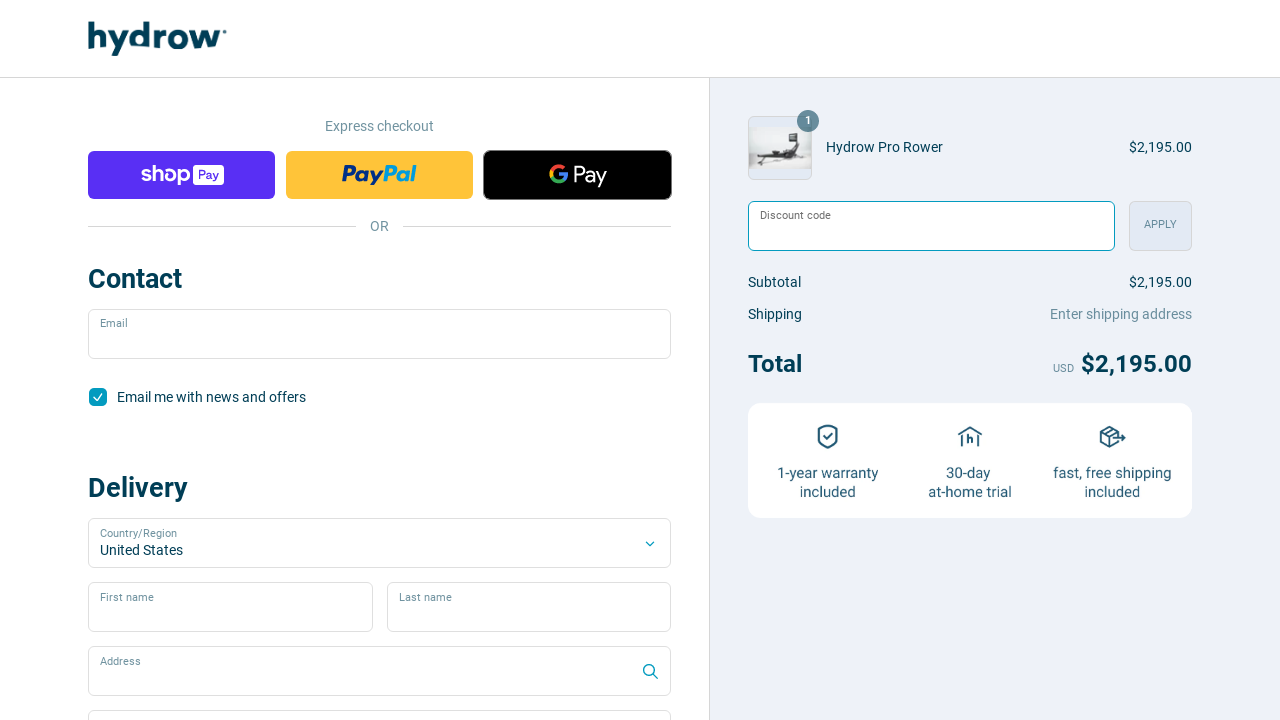 hydrow
Express checkout
shop Pay
PayPal
G Pay
OR
Contact
Email
Email me with news and offers
Delivery
Country/Region
United States
First name
Last name
Address
1
Hydrow Pro Rower
$2,195.00
Discount code
APPLY
Subtotal
$2,195.00
Shipping
Enter shipping address
Total
USD $2,195.00
1-year warranty
included
30-day
at-home trial
fast, free shipping
included